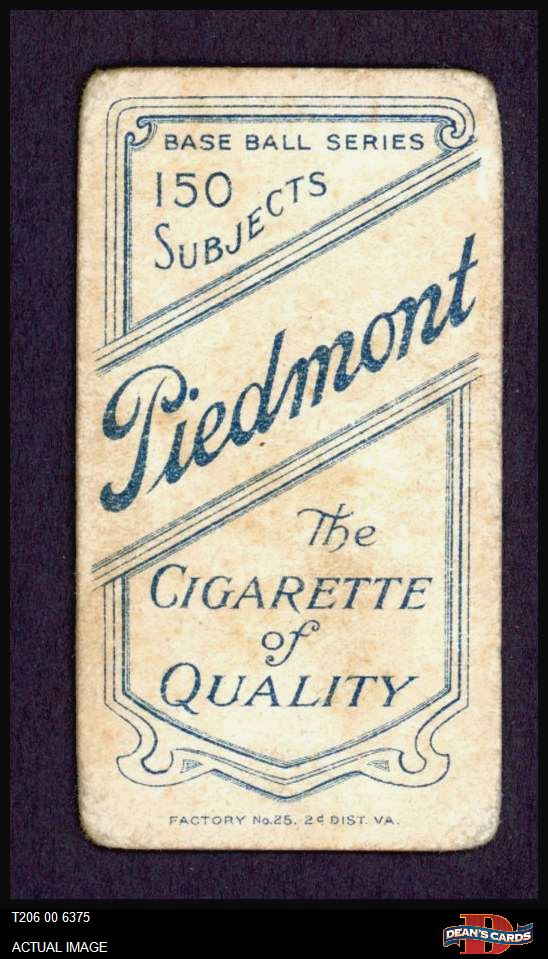 BASE BALL SERIES
150
SUBJECTS
Piedmont
The
CIGARETTE
of
QUALITY
FACTORY No.25. 2d DIST. VA.
T206 00 6375
ACTUAL IMAGE
DEAN'S CARDS